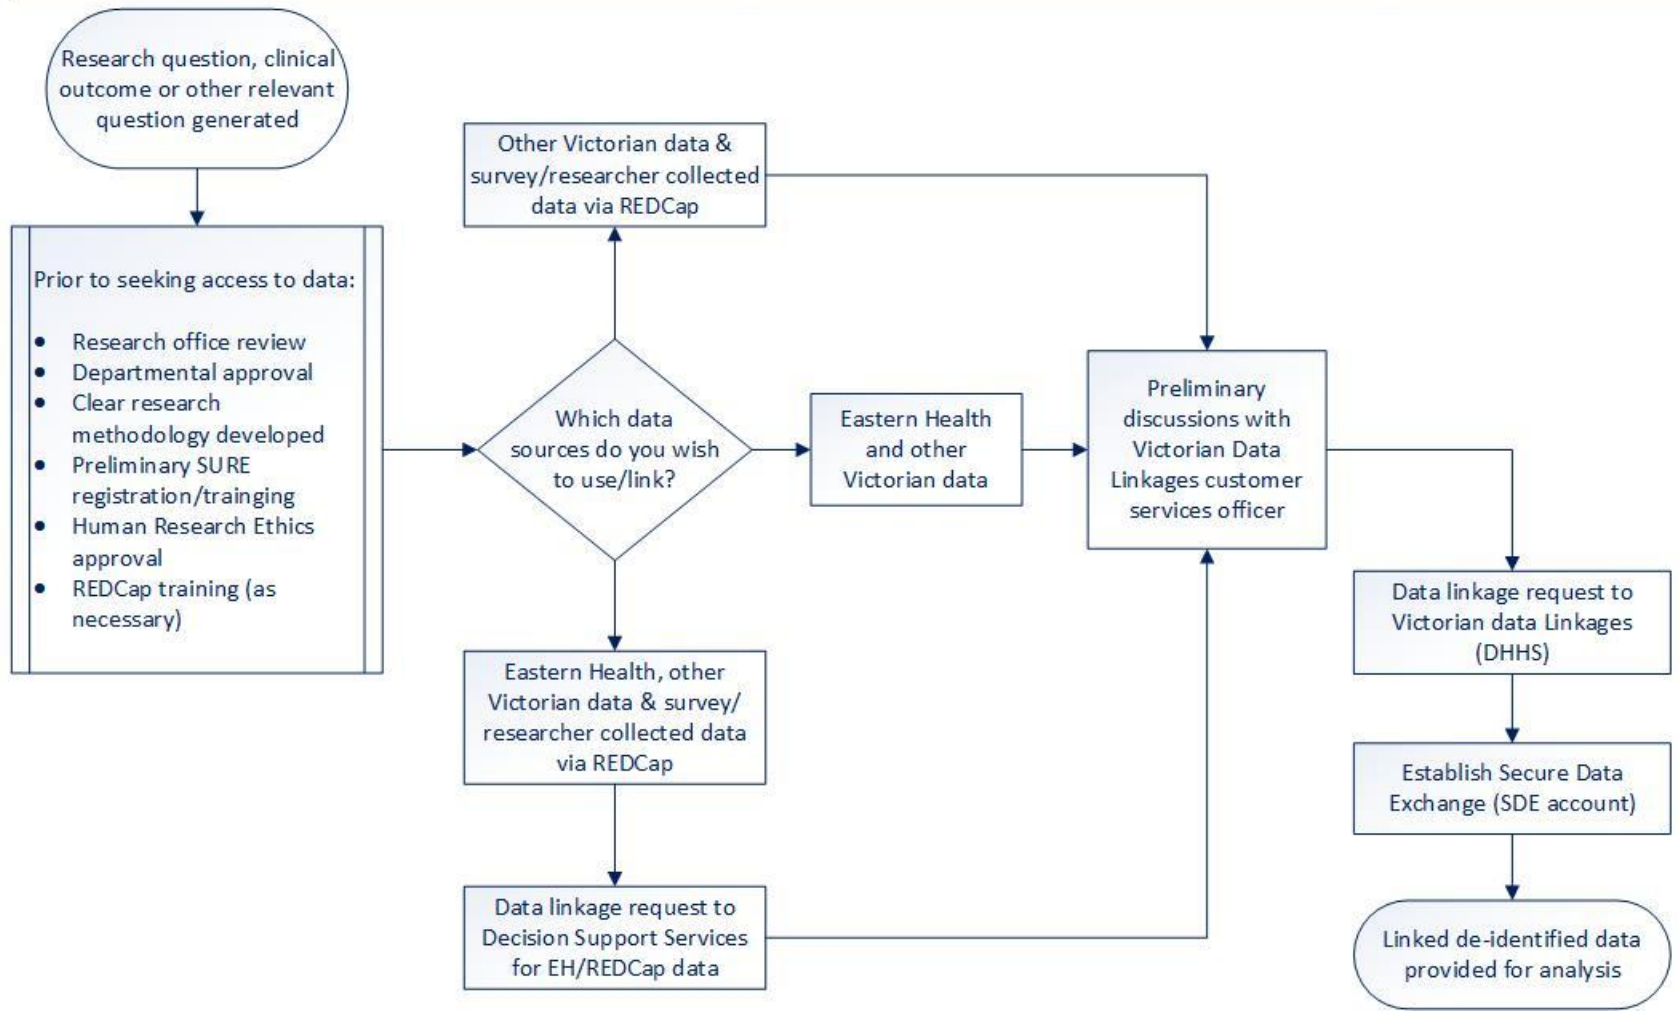 Research question, clinical
outcome or other relevant
question generated
Prior to seeking access to data:
● Research office review
● Departmental approval
● Clear research
methodology developed
● Preliminary SURE
registration/trainging
● Human Research Ethics
approval
● REDCap training (as
necessary)
Which data
sources do you wish
to use/link?
Other Victorian data &
survey/researcher collected
data via REDCap
Eastern Health
and other
Victorian data
Eastern Health, other
Victorian data & survey/
researcher collected data
via REDCap
Data linkage request to
Decision Support Services
for EH/REDCap data
Preliminary
discussions with
Victorian Data
Linkages customer
services officer
Data linkage request to
Victorian data Linkages
(DHHS)
Establish Secure Data
Exchange (SDE account)
Linked de-identified data
provided for analysis